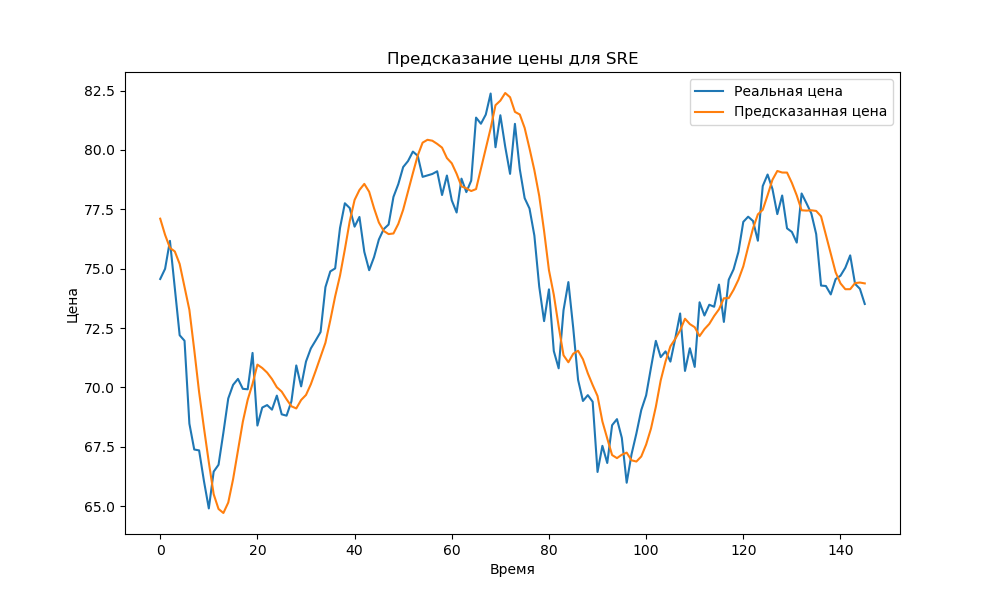 Предсказание цены для SRE
Реальная цена
Предсказанная цена
Цена
82.5
80.0
77.5
75.0
72.5
70.0
67.5
65.0
0 20 40 60 80 100 120 140
Время